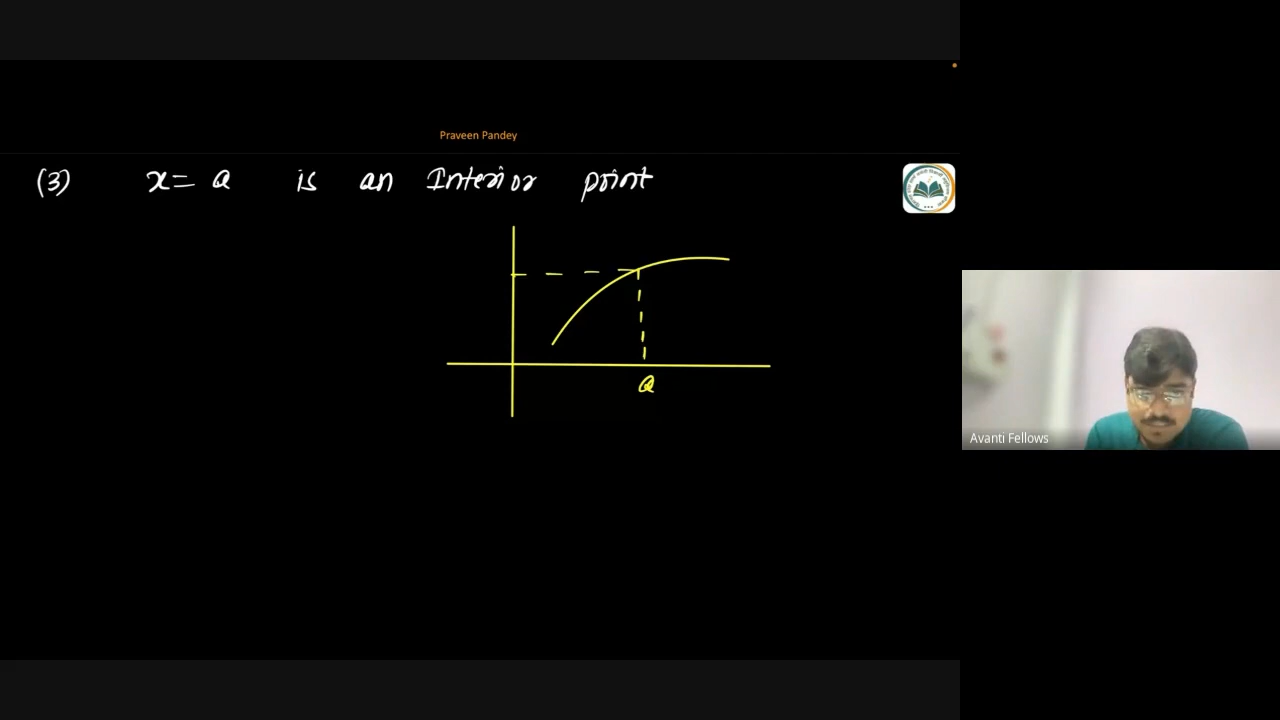 Praveen Pandey
(3) x = a is an Interior point
a
Avanti Fellows